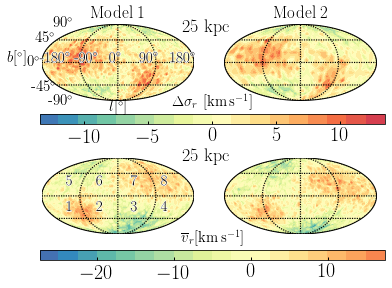 Model 1
Model 2
90°
25 kpc
45°
b[°] 0° -180° -90° 0° 90° 180°
-45°
-90°
l[°]
Δσr [km s⁻¹]
-10 -5 0 5 10
25 kpc
5 6 7 8
1 2 3 4
v̅r[km s⁻¹]
-20 -10 0 10